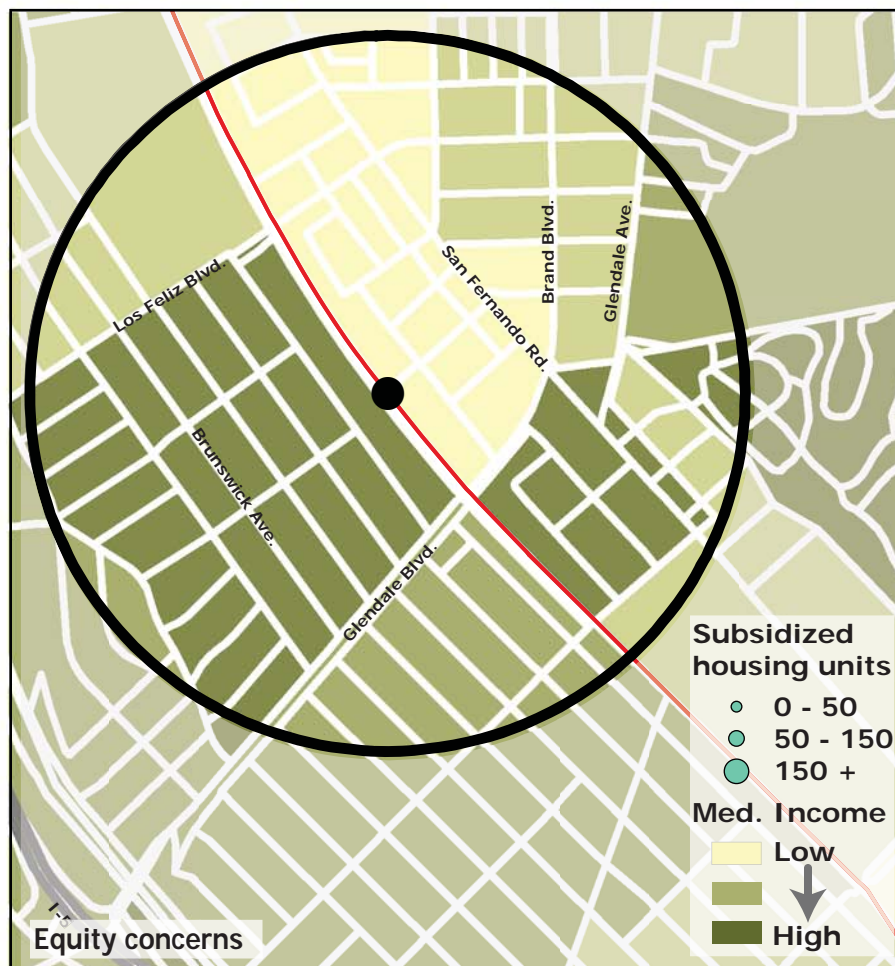 Los Feliz Blvd.
San Fernando Rd.
Brand Blvd.
Glendale Ave.
Brunswick Ave.
Glendale Blvd.
I-5
Equity concerns
Subsidized
housing units
0 - 50
50 - 150
150 +
Med. Income
Low
High